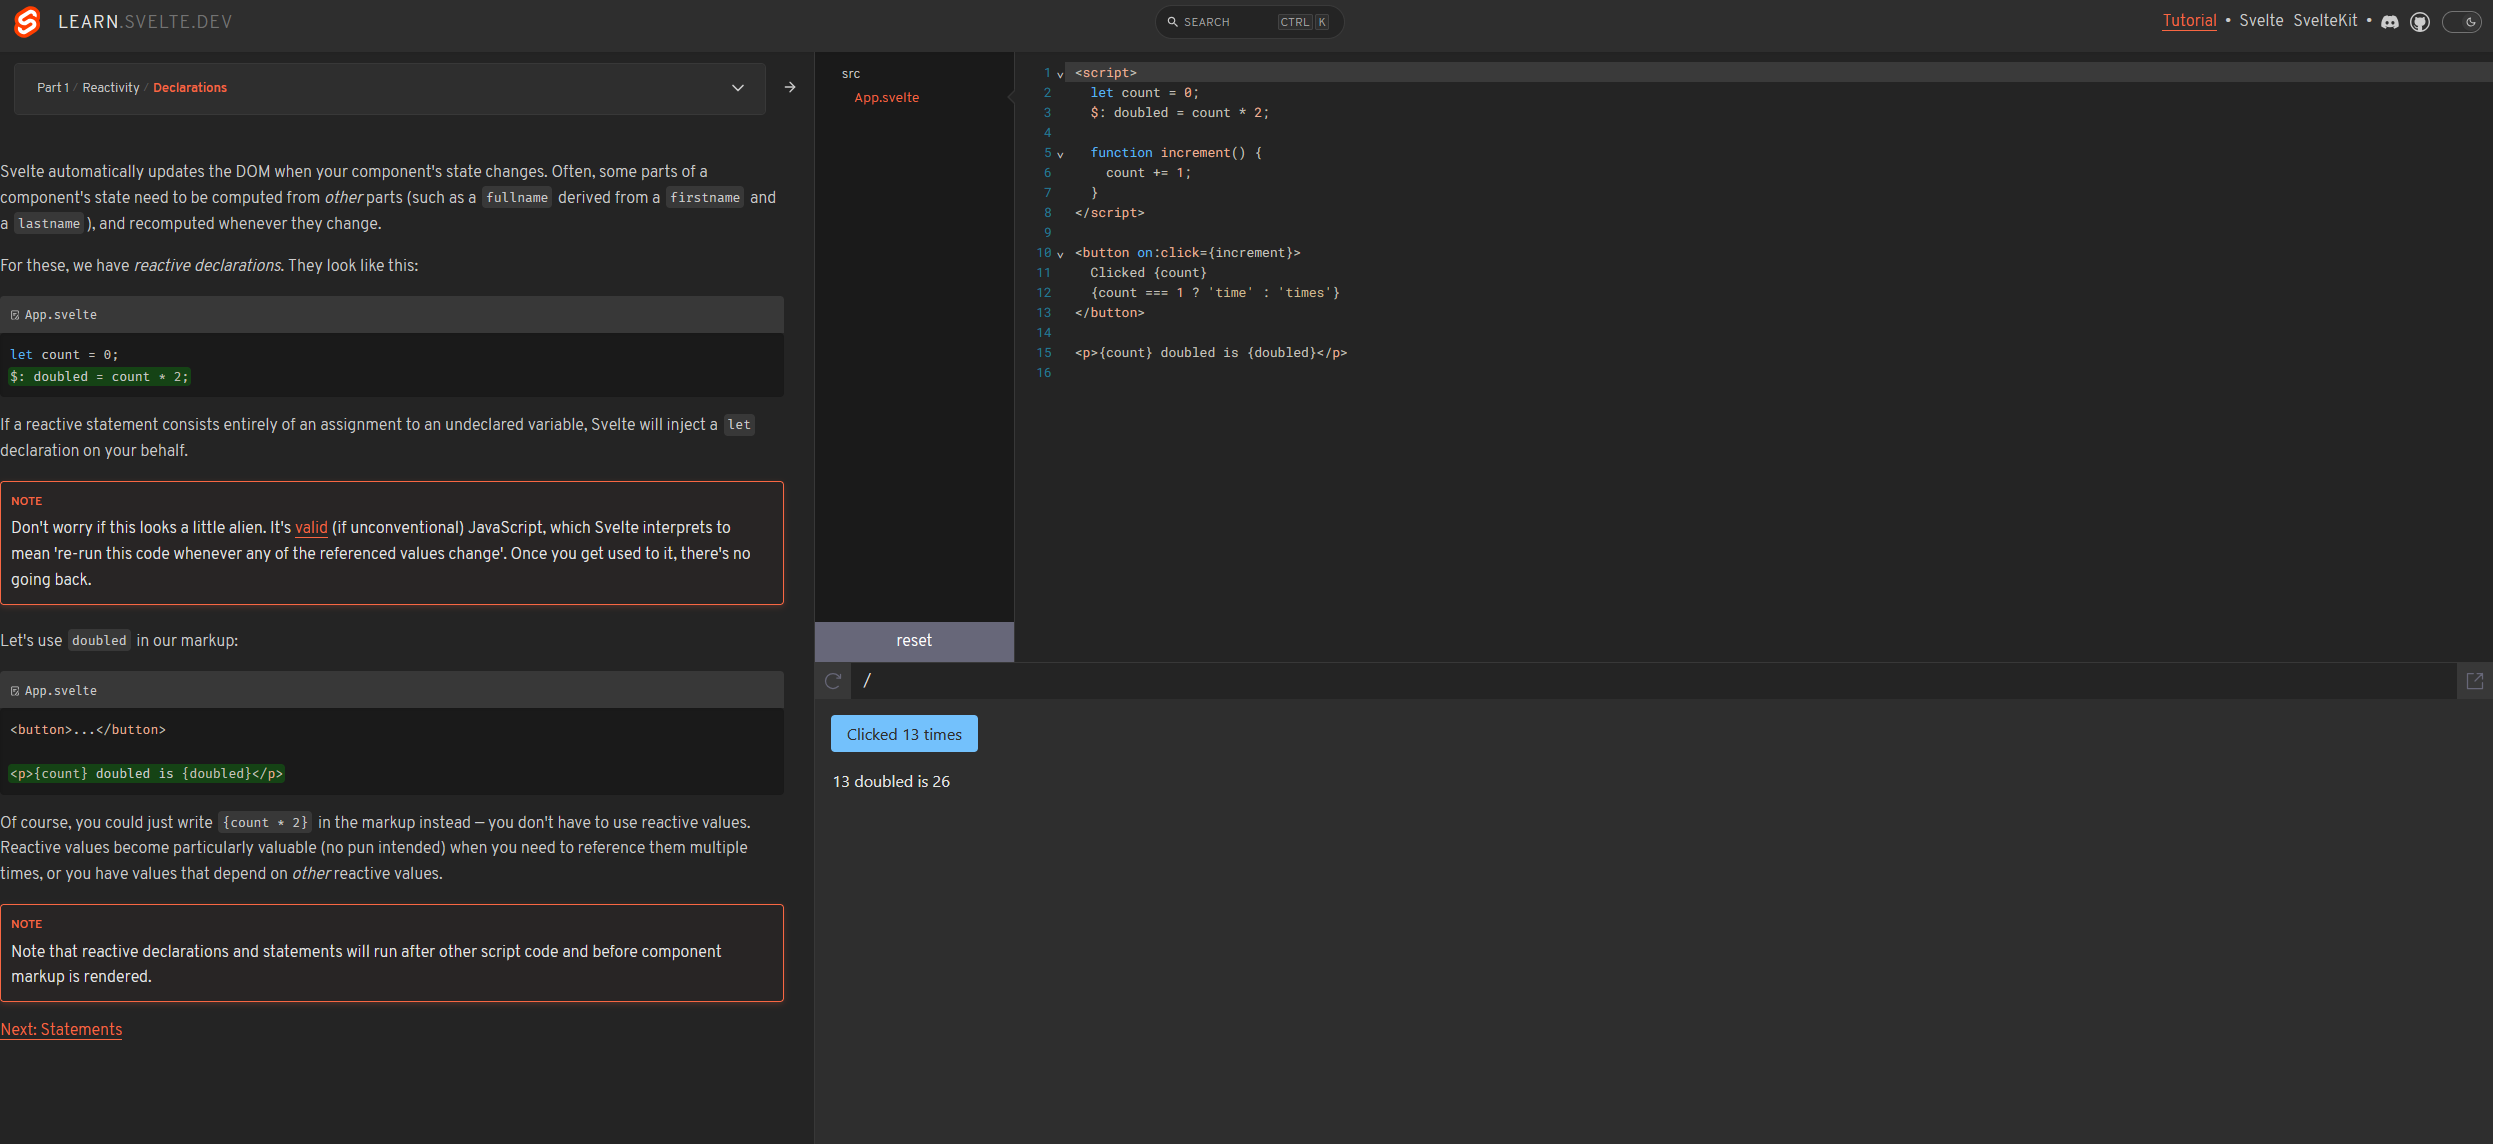 LEARN.SVELTE.DEV
SEARCH CTRL K
Tutorial • Svelte SvelteKit •
Part 1 / Reactivity / Declarations
Svelte automatically updates the DOM when your component's state changes. Often, some parts of a
component's state need to be computed from other parts (such as a fullname derived from a firstname and
a lastname ), and recomputed whenever they change.
For these, we have reactive declarations. They look like this:
App.svelte
let count = 0;
$: doubled = count * 2;
If a reactive statement consists entirely of an assignment to an undeclared variable, Svelte will inject a let
declaration on your behalf.
NOTE
Don't worry if this looks a little alien. It's valid (if unconventional) JavaScript, which Svelte interprets to
mean 're-run this code whenever any of the referenced values change'. Once you get used to it, there's no
going back.
Let's use doubled in our markup:
App.svelte
<button>...</button>
<p>{count} doubled is {doubled}</p>
Of course, you could just write {count * 2} in the markup instead — you don't have to use reactive values.
Reactive values become particularly valuable (no pun intended) when you need to reference them multiple
times, or you have values that depend on other reactive values.
NOTE
Note that reactive declarations and statements will run after other script code and before component
markup is rendered.
Next: Statements
src
App.svelte
reset
1 <script>
2 let count = 0;
3 $: doubled = count * 2;
4
5 function increment() {
6 count += 1;
7 }
8 </script>
9
10 <button on:click={increment}>
11 Clicked {count}
12 {count === 1 ? 'time' : 'times'}
13 </button>
14
15 <p>{count} doubled is {doubled}</p>
16
/
Clicked 13 times
13 doubled is 26